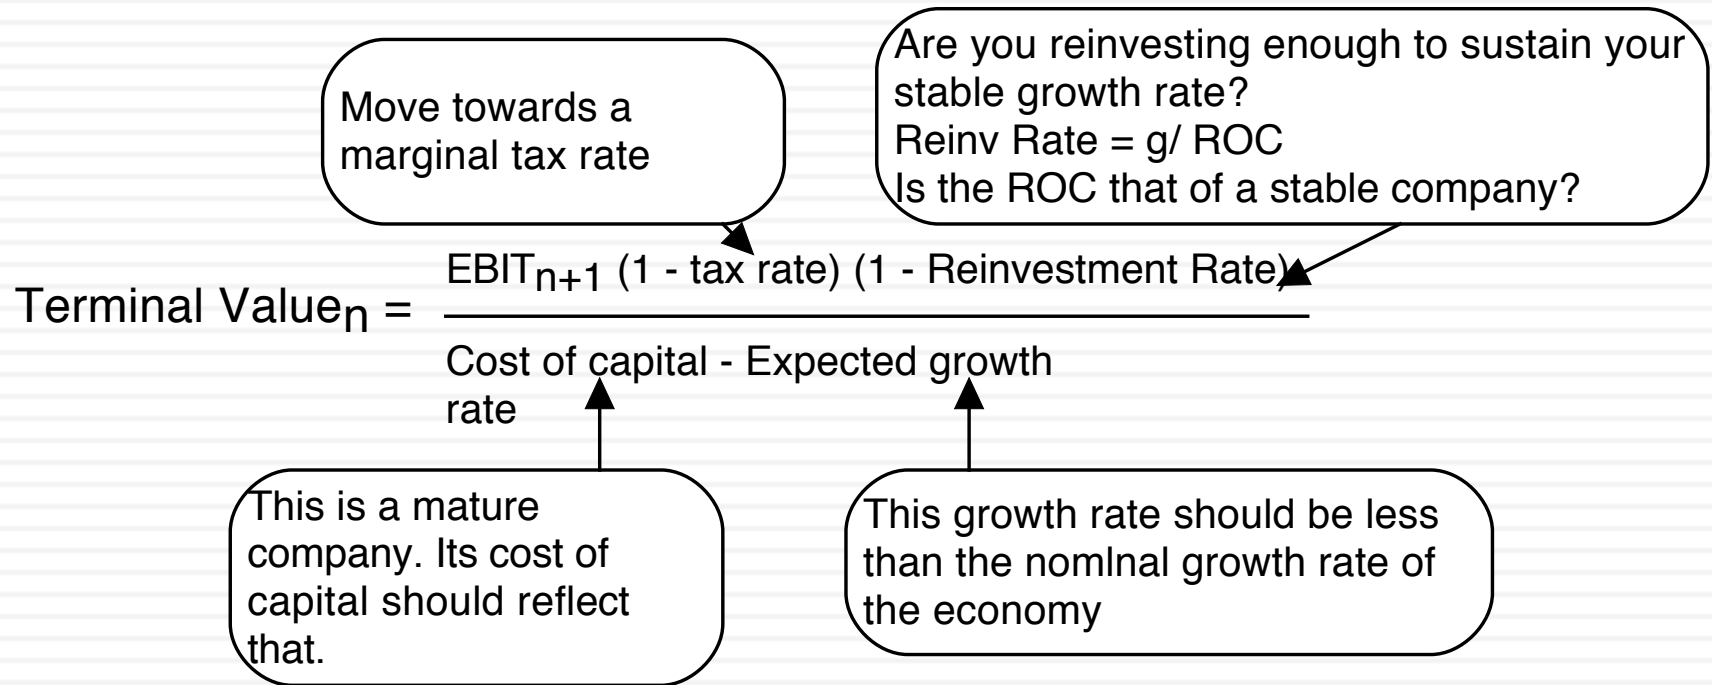 Move towards a
marginal tax rate
Are you reinvesting enough to sustain your
stable growth rate?
Reinv Rate = g/ ROC
Is the ROC that of a stable company?
Terminal Valuen =
EBITn+1 (1 - tax rate) (1 - Reinvestment Rate)
Cost of capital - Expected growth
rate
This is a mature
company. Its cost of
capital should reflect
that.
This growth rate should be less
than the nomInal growth rate of
the economy